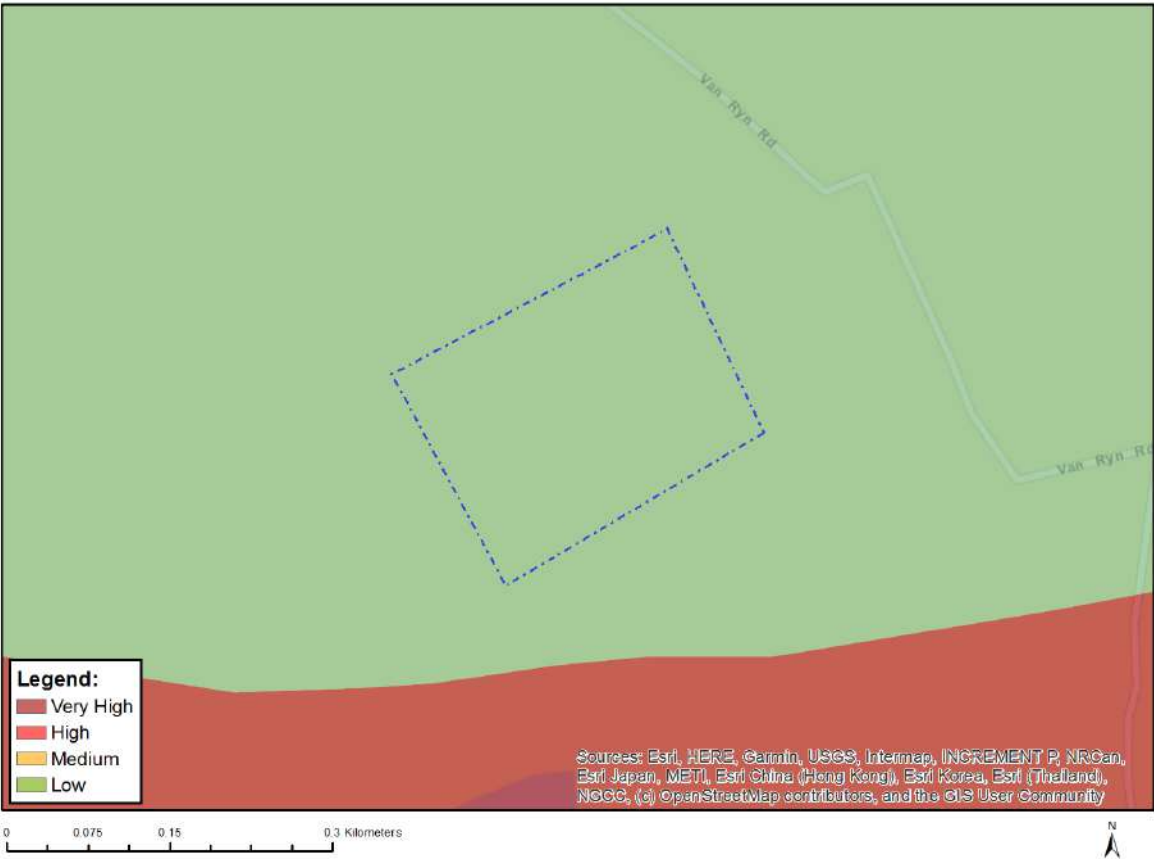 Van Ryn Rd
Van Ryn Rd
Legend:
Very High
High
Medium
Low
Sources: Esri, HERE, Garmin, USGS, Intermap, INCREMENT P, NRCan,
Esri Japan, METI, Esri China (Hong Kong), Esri Korea, Esri (Thailand),
NGCC, (c) OpenStreetMap contributors, and the GIS User Community
0 0.075 0.15 0.3 Kilometers
N